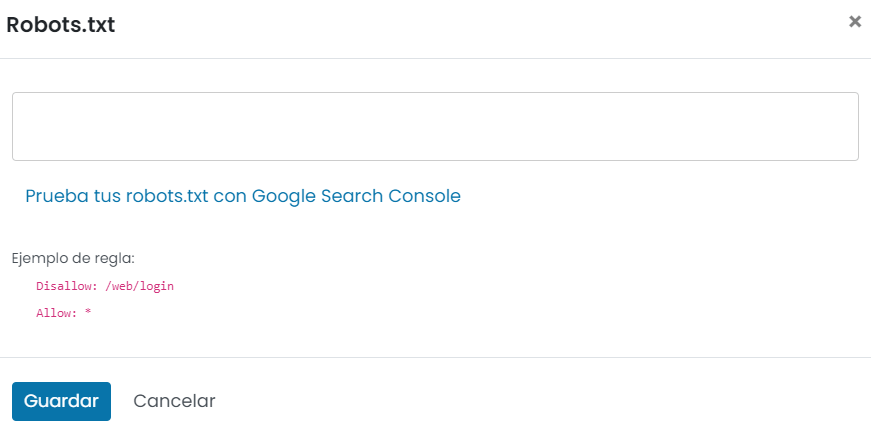 Robots.txt
×
Prueba tus robots.txt con Google Search Console
Ejemplo de regla:
Disallow: /web/login
Allow: *
Guardar Cancelar